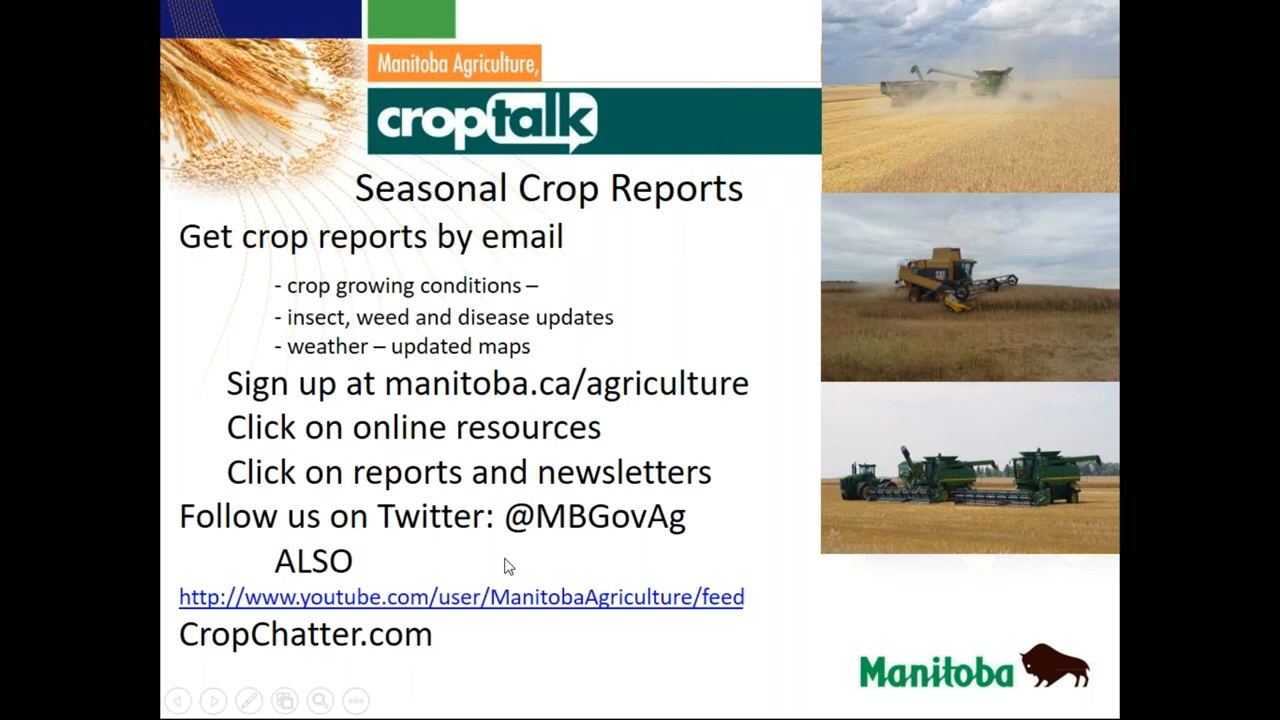 Manitoba Agriculture,
croptalk
Seasonal Crop Reports
Get crop reports by email
- crop growing conditions –
- insect, weed and disease updates
- weather – updated maps
Sign up at manitoba.ca/agriculture
Click on online resources
Click on reports and newsletters
Follow us on Twitter: @MBGovAg
ALSO
http://www.youtube.com/user/ManitobaAgriculture/feed
CropChatter.com
CAT
Manitoba